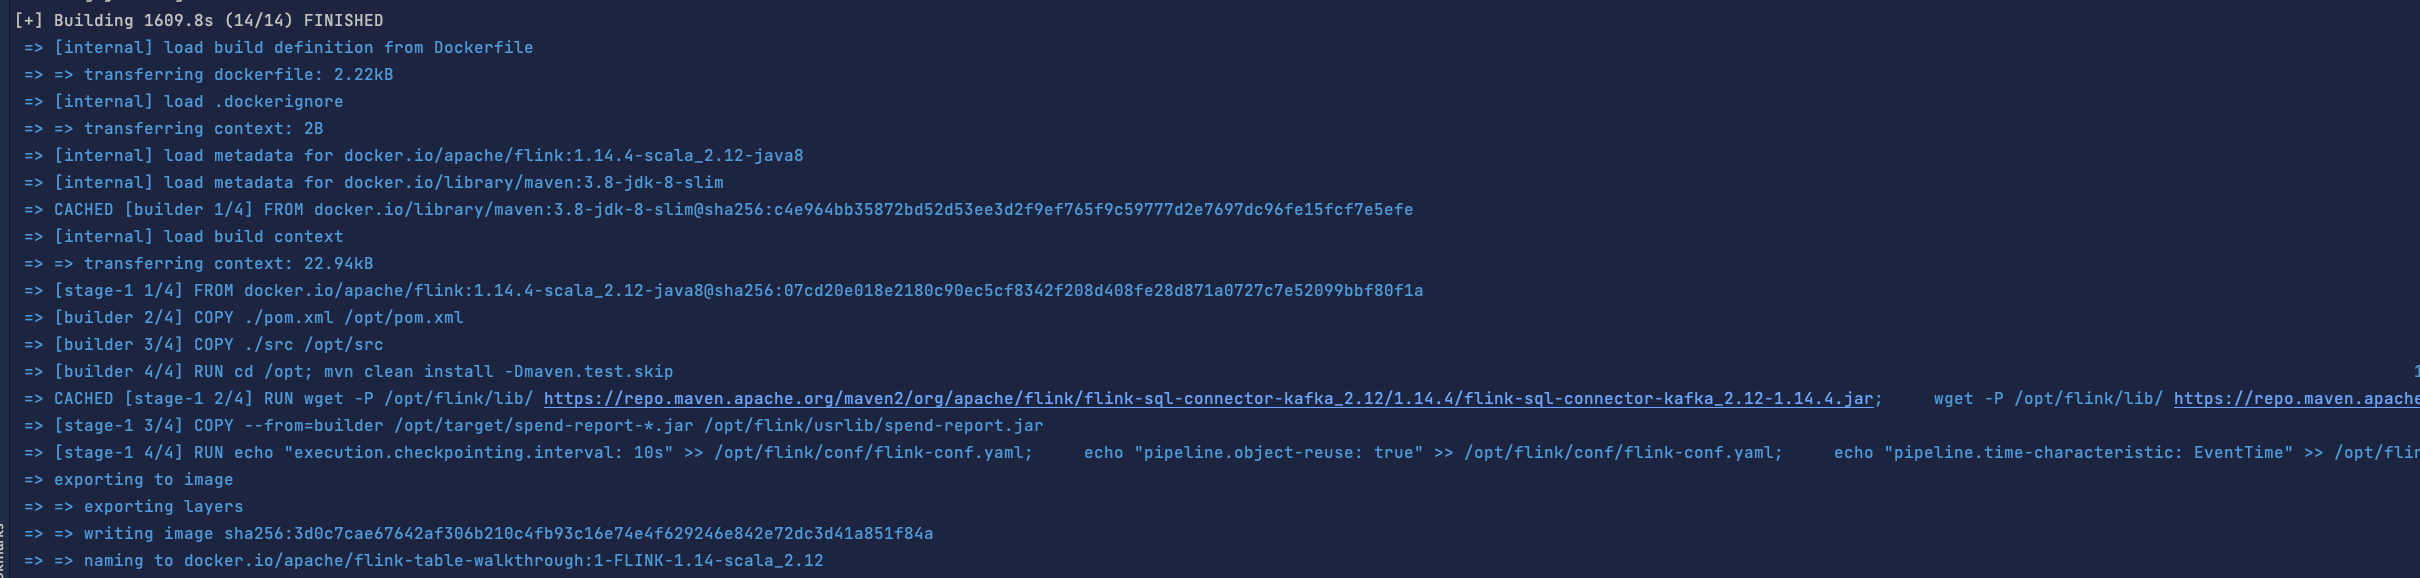 [+] Building 1609.8s (14/14) FINISHED
=> [internal] load build definition from Dockerfile
=> => transferring dockerfile: 2.22kB
=> [internal] load .dockerignore
=> => transferring context: 2B
=> [internal] load metadata for docker.io/apache/flink:1.14.4-scala_2.12-java8
=> [internal] load metadata for docker.io/library/maven:3.8-jdk-8-slim
=> CACHED [builder 1/4] FROM docker.io/library/maven:3.8-jdk-8-slim@sha256:c4e964bb35872bd52d53ee3d2f9ef765f9c59777d2e7697dc96fe15fcf7e5efe
=> [internal] load build context
=> => transferring context: 22.94kB
=> [stage-1 1/4] FROM docker.io/apache/flink:1.14.4-scala_2.12-java8@sha256:07cd20e018e2180c90ec5cf8342f208d408fe28d871a0727c7e52099bbf80f1a
=> [builder 2/4] COPY ./pom.xml /opt/pom.xml
=> [builder 3/4] COPY ./src /opt/src
=> [builder 4/4] RUN cd /opt; mvn clean install -Dmaven.test.skip 1
=> CACHED [stage-1 2/4] RUN wget -P /opt/flink/lib/ https://repo.maven.apache.org/maven2/org/apache/flink/flink-sql-connector-kafka_2.12/1.14.4/flink-sql-connector-kafka_2.12-1.14.4.jar; wget -P /opt/flink/lib/ https://repo.maven.apache
=> [stage-1 3/4] COPY --from=builder /opt/target/spend-report-*.jar /opt/flink/usrlib/spend-report.jar
=> [stage-1 4/4] RUN echo "execution.checkpointing.interval: 10s" >> /opt/flink/conf/flink-conf.yaml; echo "pipeline.object-reuse: true" >> /opt/flink/conf/flink-conf.yaml; echo "pipeline.time-characteristic: EventTime" >> /opt/flin
=> exporting to image
=> => exporting layers
=> => writing image sha256:3d0c7cae67642af306b210c4fb93c16e74e4f629246e842e72dc3d41a851f84a
=> => naming to docker.io/apache/flink-table-walkthrough:1-FLINK-1.14-scala_2.12